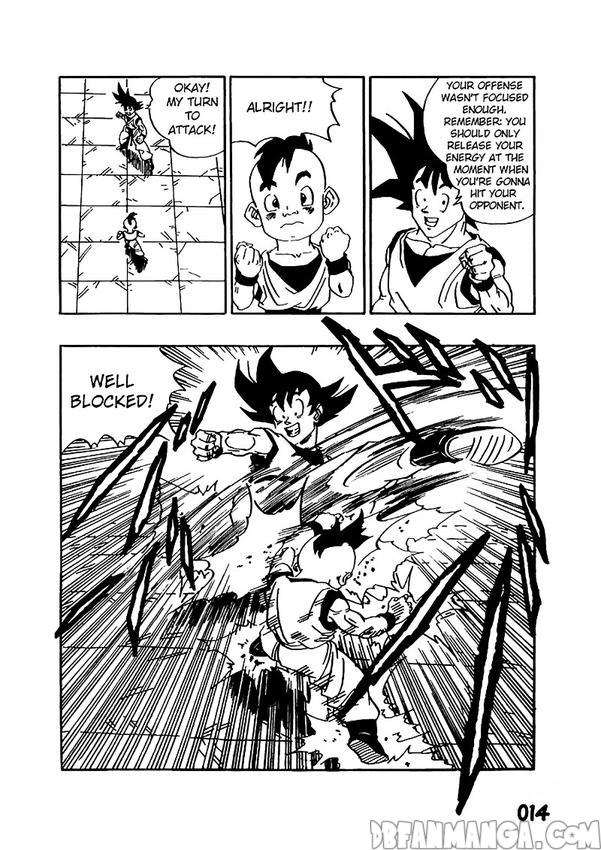 YOUR OFFENSE
WASN'T FOCUSED
ENOUGH.
REMEMBER: YOU
SHOULD ONLY
RELEASE YOUR
ENERGY AT THE
MOMENT WHEN
YOU'RE GONNA
HIT YOUR
OPPONENT.
ALRIGHT!!
OKAY!
MY TURN
TO
ATTACK!
WELL
BLOCKED!
014
DBFANMANGA.COM